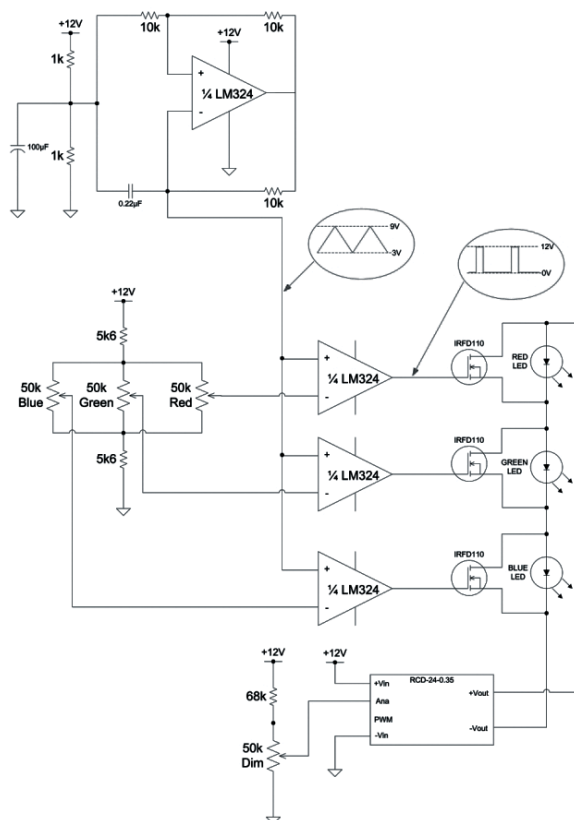 +12V
1k
100µF
1k
10k
10k
+12V
+
¼ LM324
-
0.22µF
10k
9V
3V
12V
0V
+12V
5k6
50k
Blue
50k
Green
50k
Red
5k6
+
¼ LM324
-
IRFD110
RED
LED
+
¼ LM324
-
IRFD110
GREEN
LED
+
¼ LM324
-
IRFD110
BLUE
LED
+12V
68k
50k
Dim
+12V
RCD-24-0.35
+Vin
Ana
PWM
-Vin
+Vout
-Vout